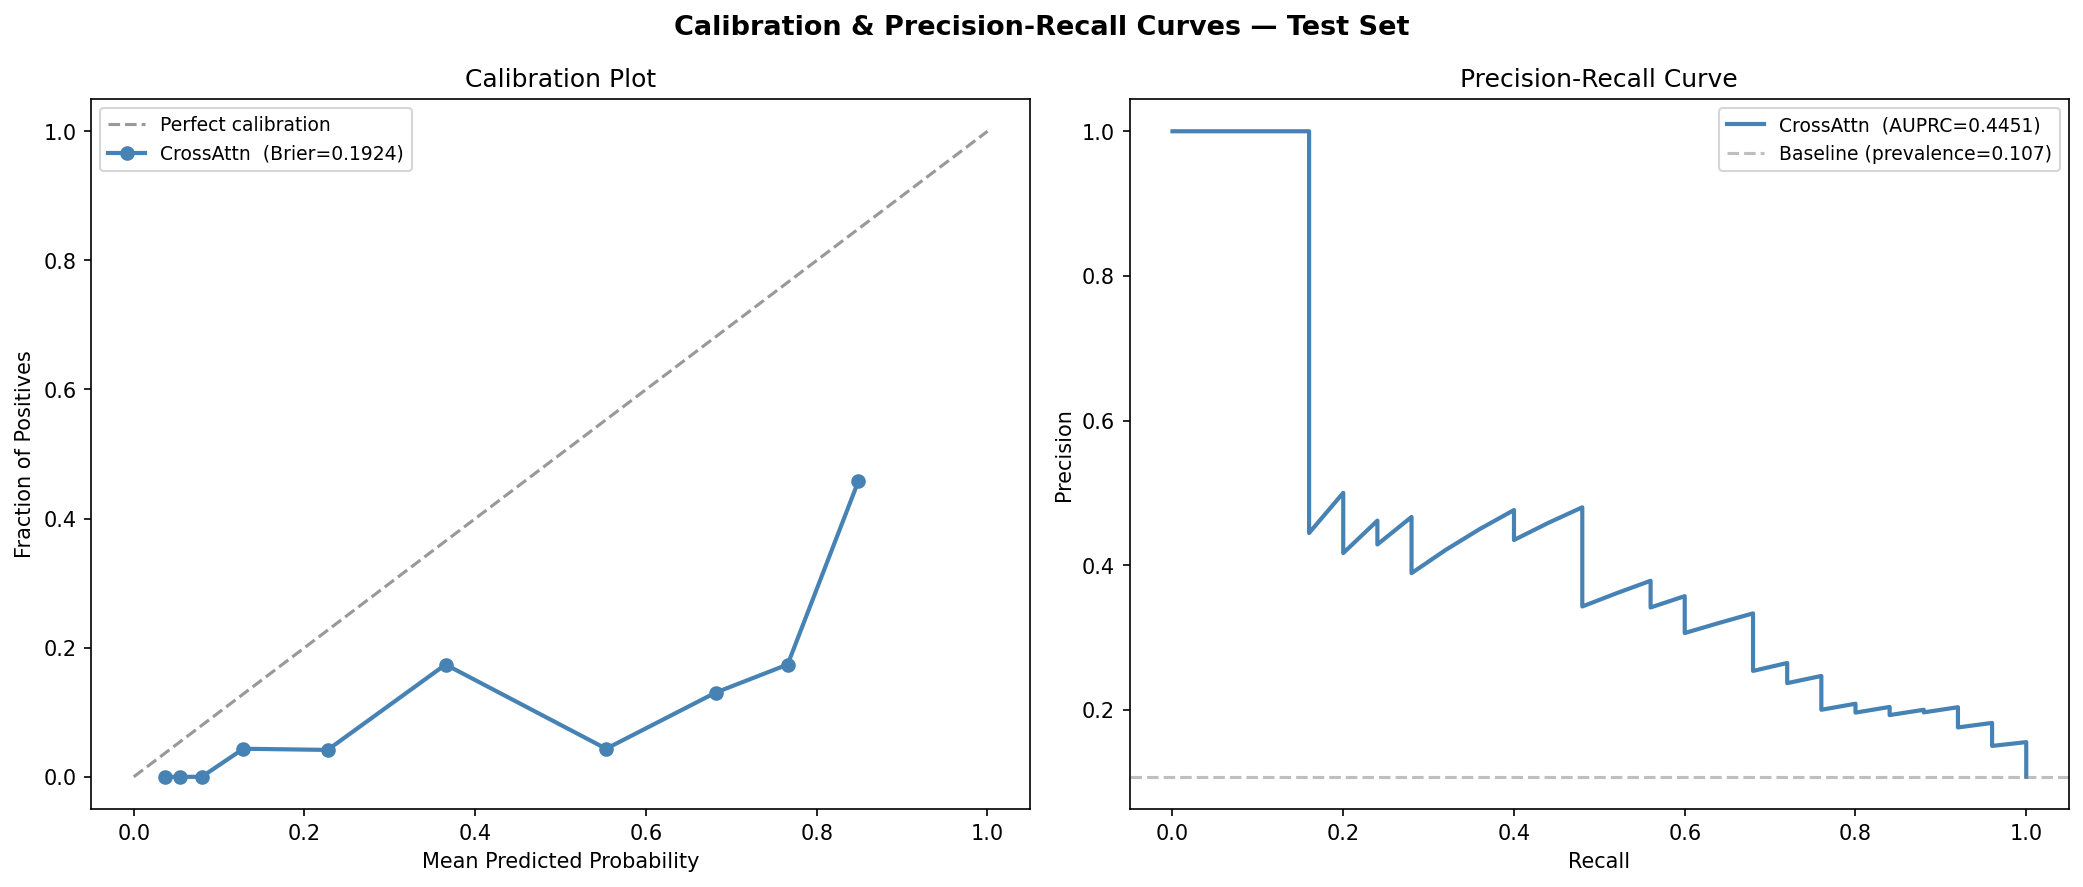 Calibration & Precision-Recall Curves — Test Set
Calibration Plot
Perfect calibration
CrossAttn (Brier=0.1924)
Fraction of Positives
1.0
0.8
0.6
0.4
0.2
0.0
0.0 0.2 0.4 0.6 0.8 1.0
Mean Predicted Probability
Precision-Recall Curve
CrossAttn (AUPRC=0.4451)
Baseline (prevalence=0.107)
Precision
1.0
0.8
0.6
0.4
0.2
0.0 0.2 0.4 0.6 0.8 1.0
Recall